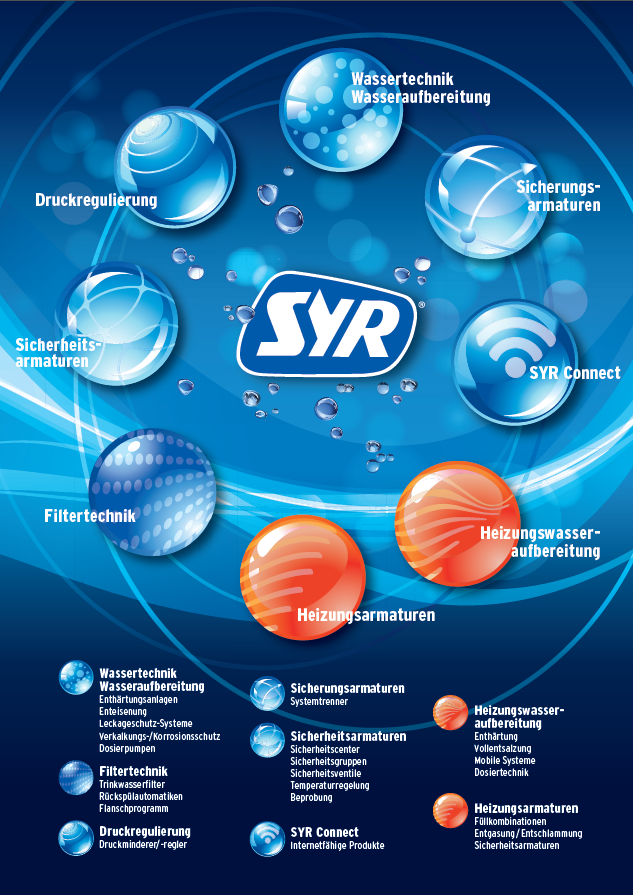 Wassertechnik
Wasseraufbereitung
Druckregulierung
Sicherungs-
armaturen
SYR®
Sicherheits-
armaturen
SYR Connect
Filtertechnik
Heizungswasser-
aufbereitung
Heizungsarmaturen
Wassertechnik
Wasseraufbereitung
Enthärtungsanlagen
Enteisenung
Leckageschutz-Systeme
Verkalkungs-/Korrosionsschutz
Dosierpumpen
Filtertechnik
Trinkwasserfilter
Rückspülautomatiken
Flanschprogramm
Druckregulierung
Druckminderer/-regler
Sicherungsarmaturen
Systemtrenner
Sicherheitsarmaturen
Sicherheitscenter
Sicherheitsgruppen
Sicherheitsventile
Temperaturregelung
Beprobung
SYR Connect
Internetfähige Produkte
Heizungswasser-
aufbereitung
Enthärtung
Vollentsalzung
Mobile Systeme
Dosiertechnik
Heizungsarmaturen
Füllkombinationen
Entgasung/Entschlammung
Sicherheitsarmaturen